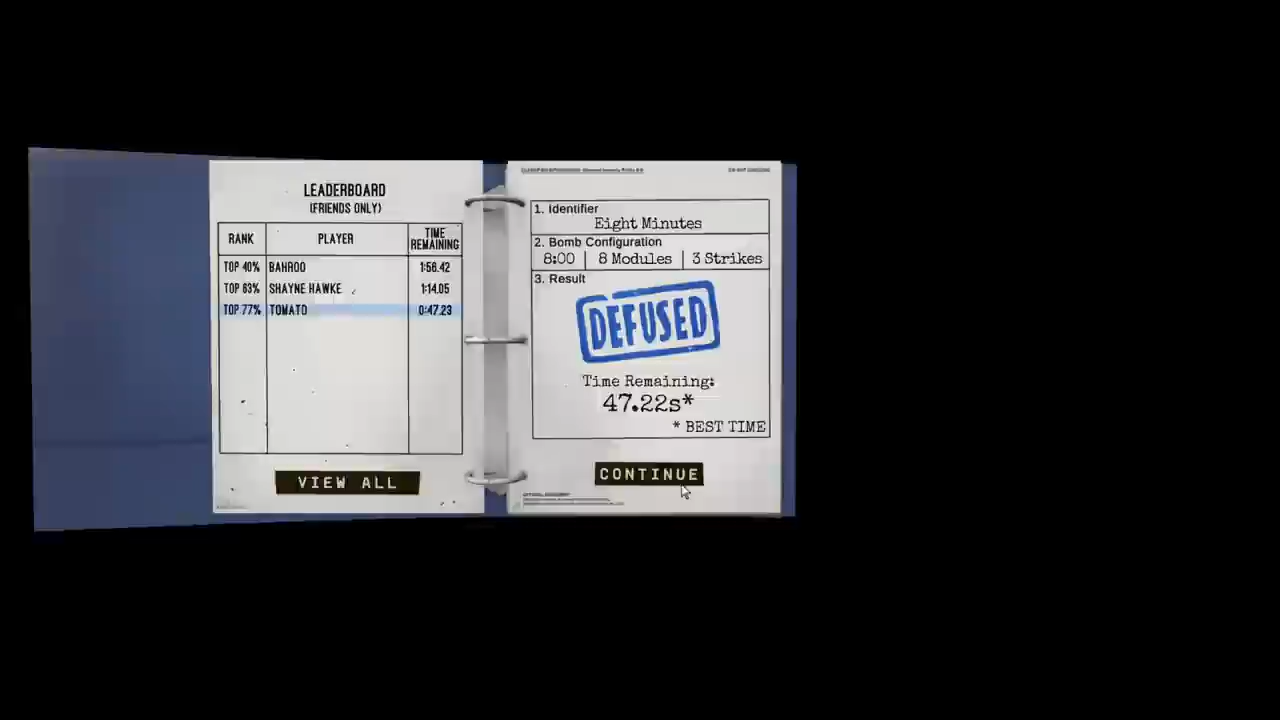 LEADERBOARD
(FRIENDS ONLY)
RANK PLAYER TIME REMAINING
TOP 40% BAHROO 1:56.42
TOP 63% SHAYNE HAWKE 1:14.05
TOP 77% TOMATO 0:47.23
VIEW ALL
1. Identifier
Eight Minutes
2. Bomb Configuration
8:00 8 Modules 3 Strikes
3. Result
DEFUSED
Time Remaining:
47.22s*
* BEST TIME
CONTINUE